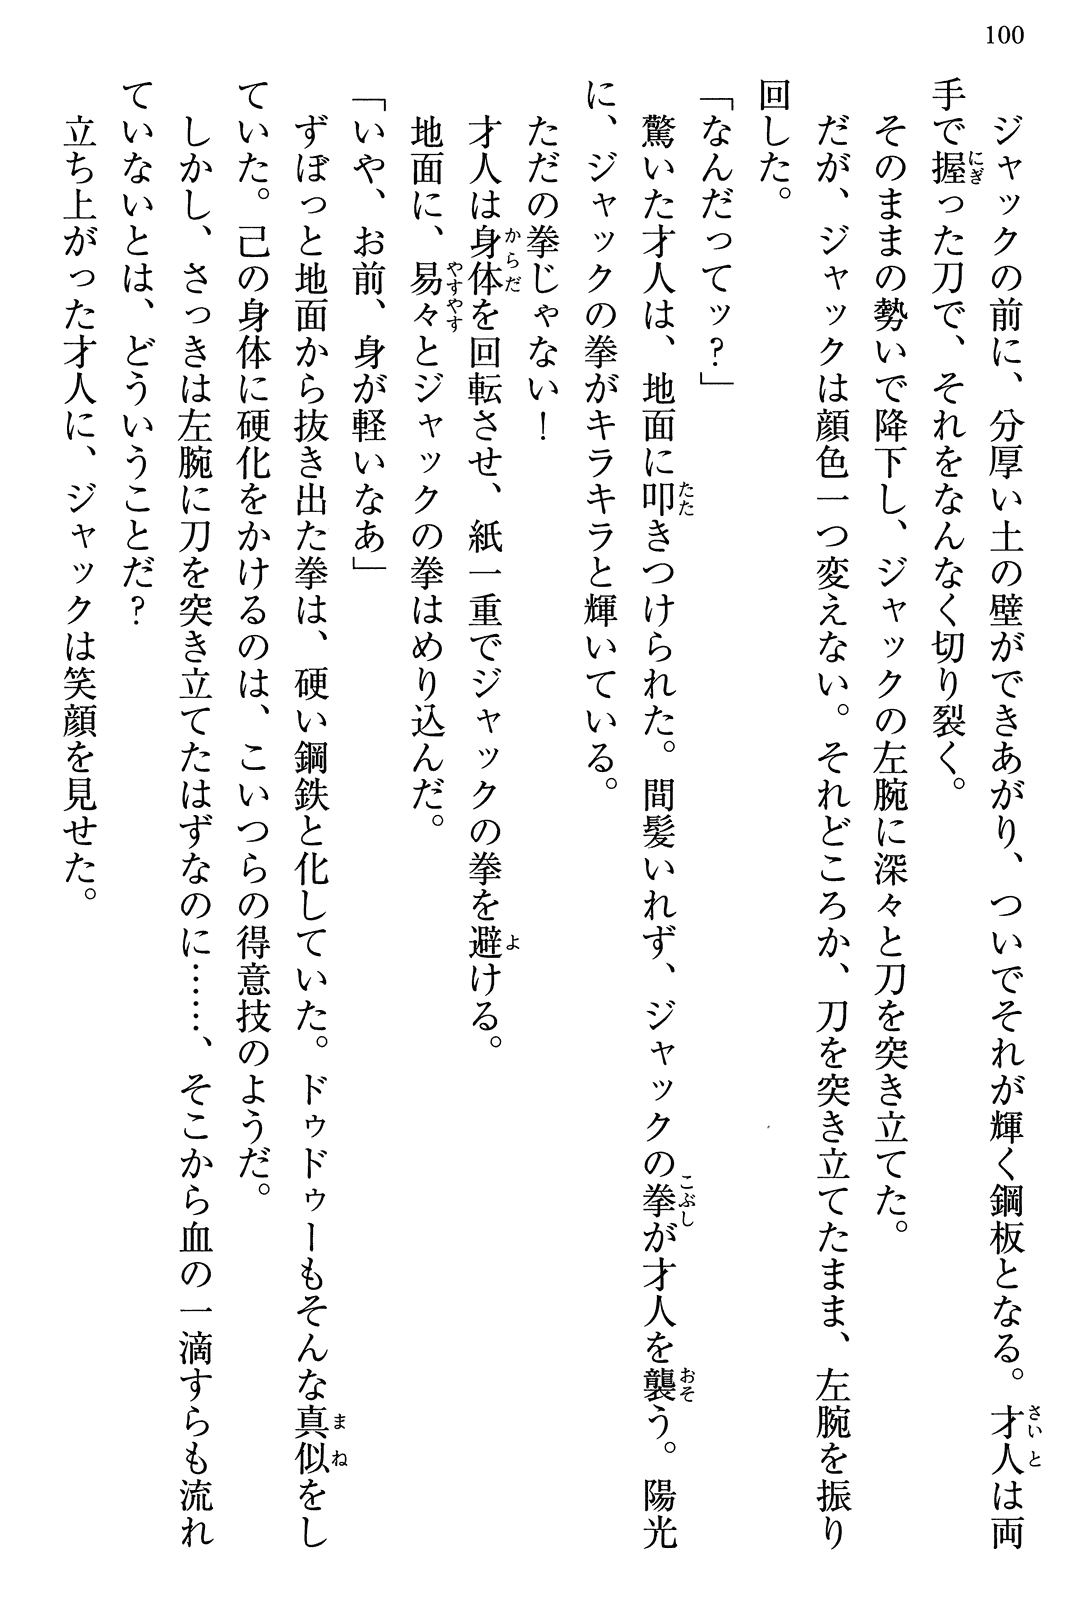 100
ジャックの前に、分厚い土の壁ができあがり、ついでそれが輝く鋼板となる。才人は両
手で握った刀で、それをなんなく切り裂く。
そのままの勢いで降下し、ジャックの左腕に深々と刀を突き立てた。
だが、ジャックは顔色一つ変えない。それどころか、刀を突き立てたまま、左腕を振り
回した。
「なんだってッ?」
驚いた才人は、地面に叩きつけられた。間髪いれず、ジャックの拳が才人を襲う。陽光
に、ジャックの拳がキラキラと輝いている。
ただの拳じゃない!
才人は身体を回転させ、紙一重でジャックの拳を避ける。
地面に、易々とジャックの拳はめり込んだ。
「いや、お前、身が軽いなあ」
ずぼっと地面から抜き出た拳は、硬い鋼鉄と化していた。ドゥドゥーもそんな真似をし
ていた。己の身体に硬化をかけるのは、こいつらの得意技のようだ。
しかし、さっきは左腕に刀を突き立てたはずなのに……、そこから血の一滴すらも流れ
ていないとは、どういうことだ?
立ち上がった才人に、ジャックは笑顔を見せた。